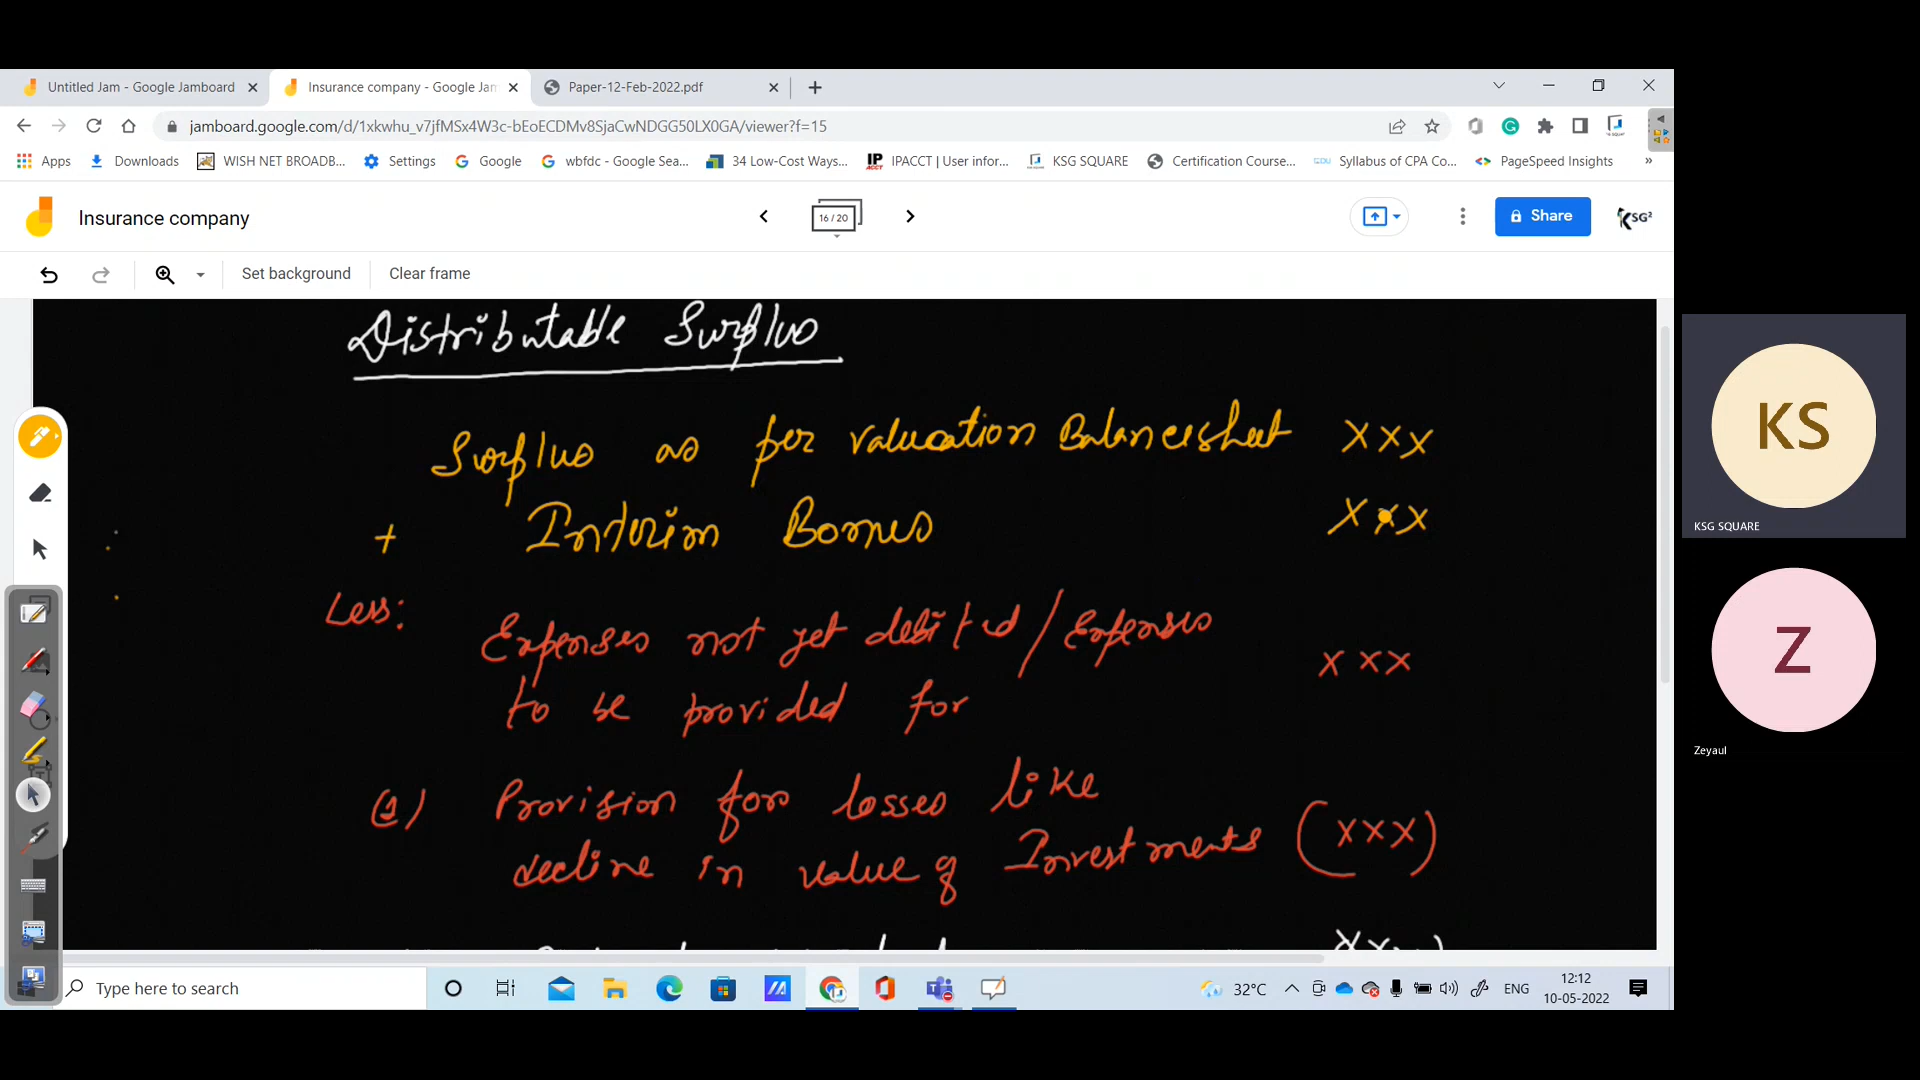 Untitled Jam - Google Jamboard
Insurance company - Google Jam
Paper-12-Feb-2022.pdf
jamboard.google.com/d/1xkwhu_v7jfMSx4W3c-bEoECDMv8SjaCwNDGG50LX0GA/viewer?f=15
Apps Downloads WISH NET BROADB... Settings Google wbfdc - Google Sea... 34 Low-Cost Ways... IPACCT | User infor... KSG SQUARE Certification Course... Syllabus of CPA Co... PageSpeed Insights »
Insurance company
16 / 20
Share
KSG²
Set background Clear frame
Distributable Surplus
Surplus as per valucation Balancesheet XXX
+ Interim Bonus XXX
Less: Expenses not yet debited/Expenses
to be provided for XXX
(a) Provision for losses like
decline in value of Investments (XXX)
KS
KSG SQUARE
Z
Zeyaul
Type here to search
32°C ENG
12:12
10-05-2022